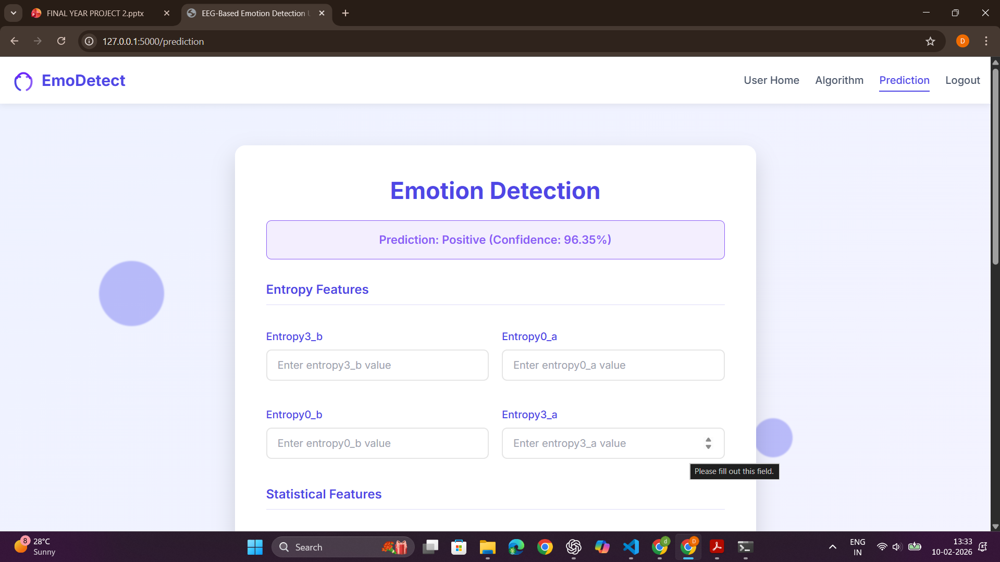 FINAL YEAR PROJECT 2.pptx
EEG-Based Emotion Detection
127.0.0.1:5000/prediction
D
EmoDetect
User Home
Algorithm
Prediction
Logout
Emotion Detection
Prediction: Positive (Confidence: 96.35%)
Entropy Features
Entropy3_b
Entropy0_a
Enter entropy3_b value
Enter entropy0_a value
Entropy0_b
Entropy3_a
Enter entropy0_b value
Enter entropy3_a value
Please fill out this field.
Statistical Features
8
28°C
Sunny
Search
d
D
ENG
IN
13:33
10-02-2026